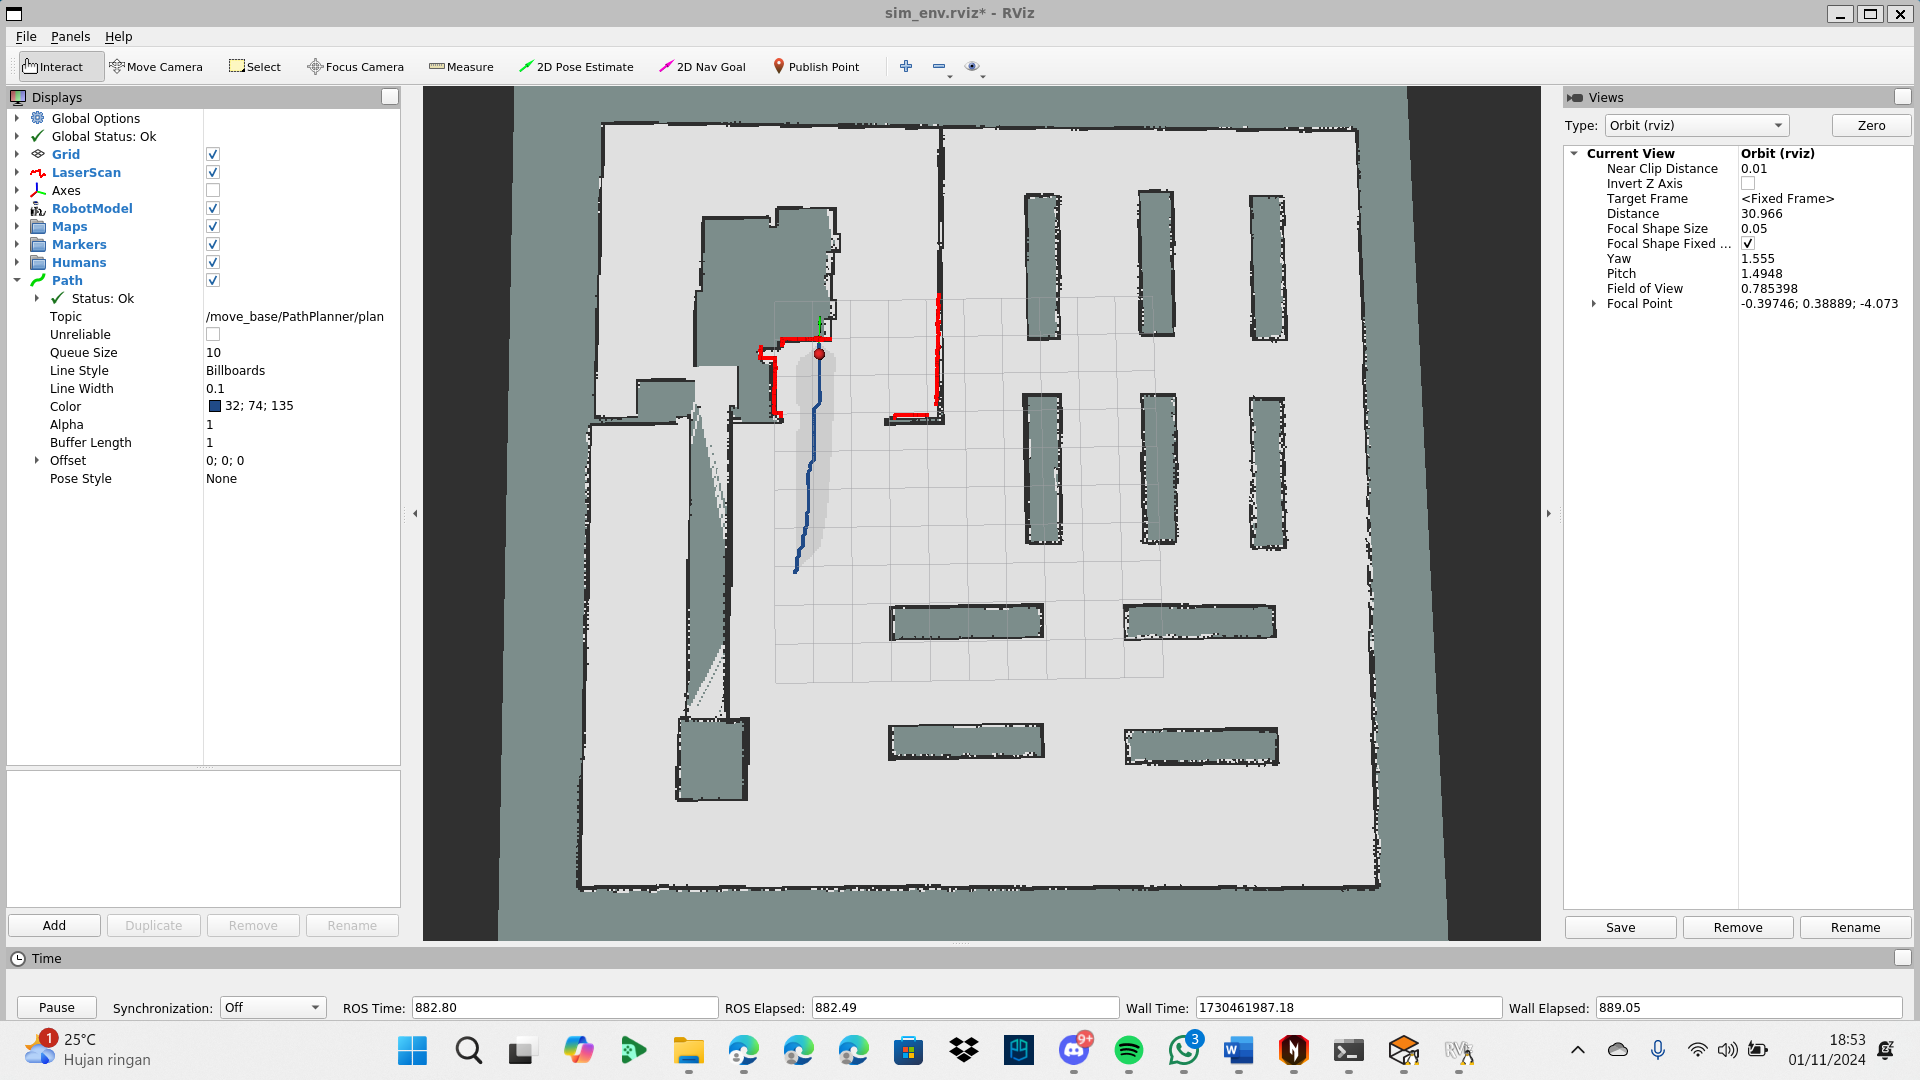 sim_env.rviz* - RViz
File Panels Help
Interact Move Camera Select Focus Camera Measure 2D Pose Estimate 2D Nav Goal Publish Point
Displays
Global Options
Global Status: Ok
Grid
LaserScan
Axes
RobotModel
Maps
Markers
Humans
Path
Status: Ok
Topic /move_base/PathPlanner/plan
Unreliable
Queue Size 10
Line Style Billboards
Line Width 0.1
Color 32; 74; 135
Alpha 1
Buffer Length 1
Offset 0; 0; 0
Pose Style None
Add Duplicate Remove Rename
Views
Type: Orbit (rviz) Zero
Current View Orbit (rviz)
Near Clip Distance 0.01
Invert Z Axis
Target Frame <Fixed Frame>
Distance 30.966
Focal Shape Size 0.05
Focal Shape Fixed ...
Yaw 1.555
Pitch 1.4948
Field of View 0.785398
Focal Point -0.39746; 0.38889; -4.073
Save Remove Rename
Time
Pause Synchronization: Off ROS Time: 882.80 ROS Elapsed: 882.49 Wall Time: 1730461987.18 Wall Elapsed: 889.05
1
25°C
Hujan ringan
9+
3
18:53
01/11/2024